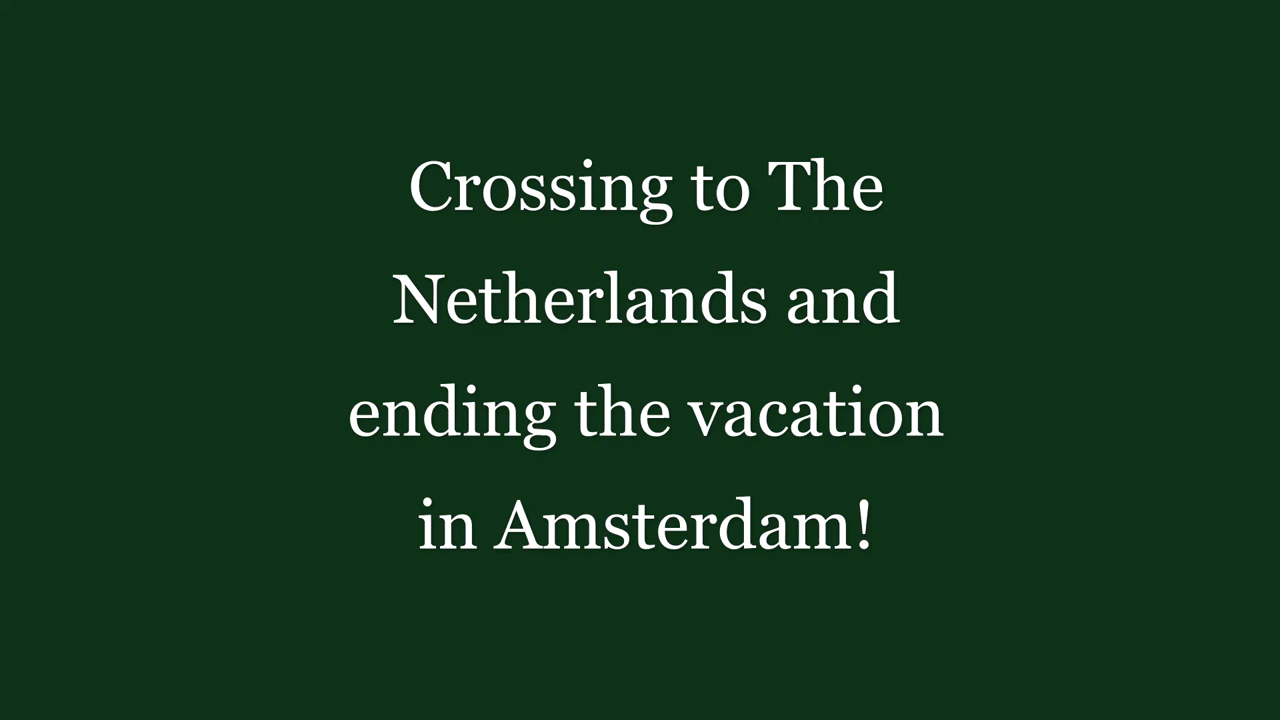 Crossing to The
Netherlands and
ending the vacation
in Amsterdam!